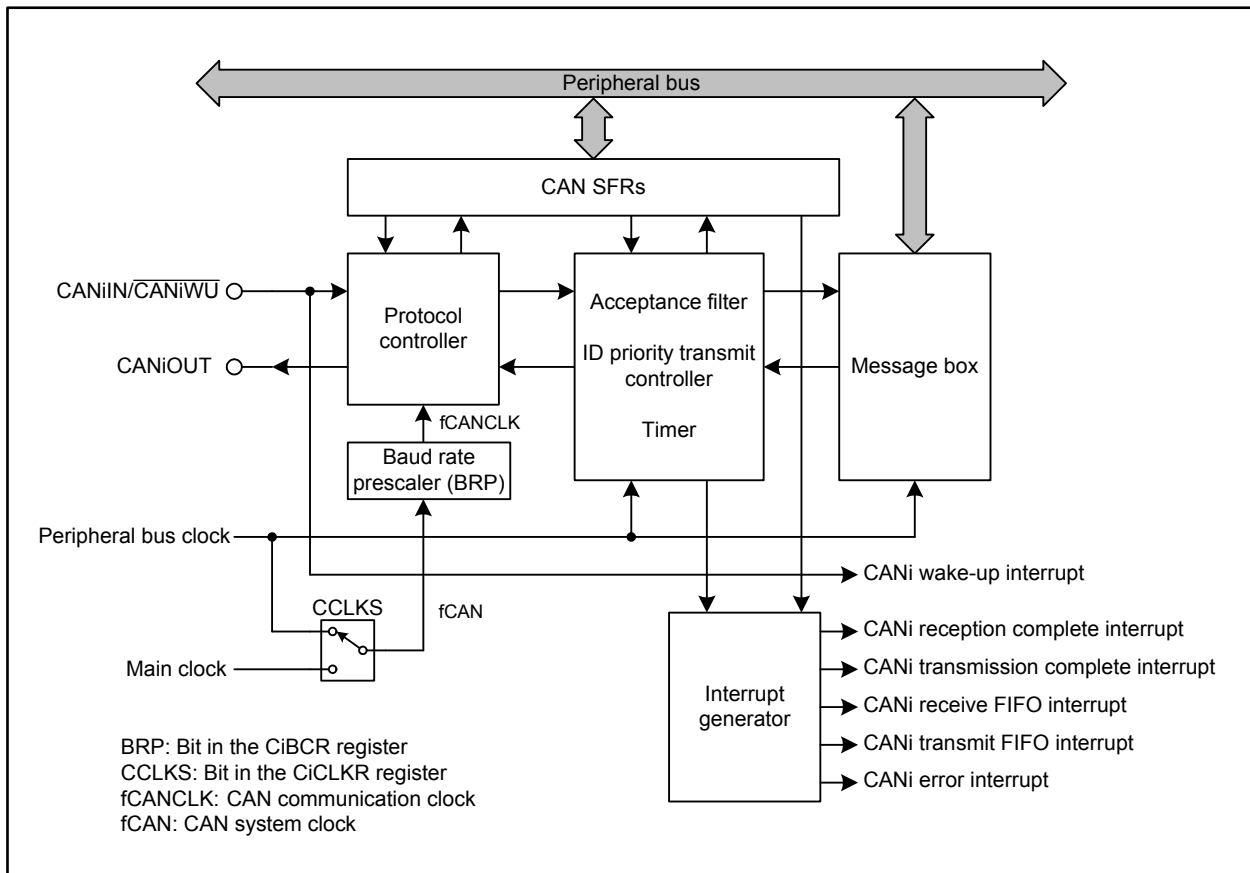 Peripheral bus
CAN SFRs
CANiIN/CANiWU
CANiOUT
Protocol
controller
Acceptance filter
ID priority transmit
controller
Timer
Message box
fCANCLK
Baud rate
prescaler (BRP)
Peripheral bus clock
CANi wake-up interrupt
CCLKS
fCAN
Main clock
Interrupt
generator
CANi reception complete interrupt
CANi transmission complete interrupt
CANi receive FIFO interrupt
CANi transmit FIFO interrupt
CANi error interrupt
BRP: Bit in the CiBCR register
CCLKS: Bit in the CiCLKR register
fCANCLK: CAN communication clock
fCAN: CAN system clock